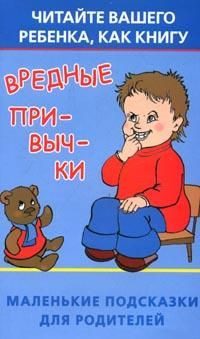 ЧИТАЙТЕ ВАШЕГО
РЕБЕНКА, КАК КНИГУ
ВРЕДНЫЕ
ПРИ-
ВЫЧ-
КИ
МАЛЕНЬКИЕ ПОДСКАЗКИ
ДЛЯ РОДИТЕЛЕЙ